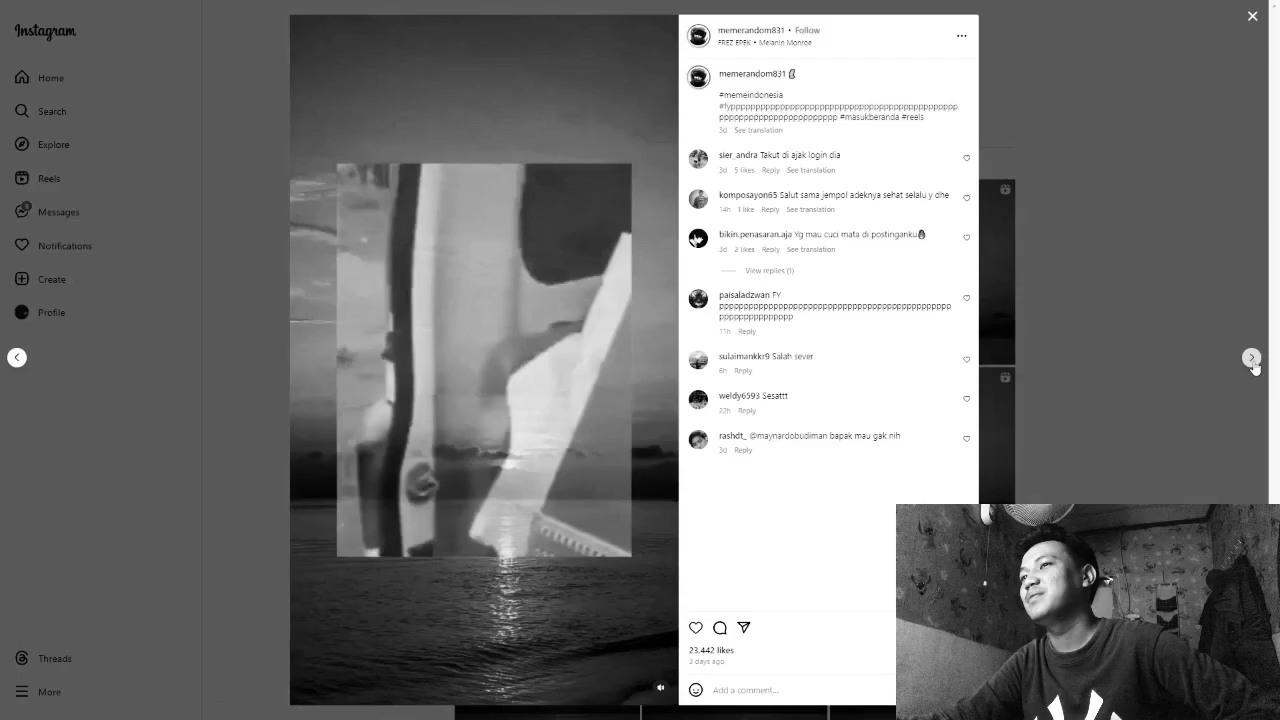 Instagram
Home
Search
Explore
Reels
Messages
Notifications
Create
Profile
Threads
More
memerandom831 • Follow
FREZ EPEK • Melanin Monroe
memerandom831
#memeindonesia
#fyppppppppppppppppppppppppppppppppppppppppppppp
ppppppppppppppppppppppp #masukberanda #reels
3d See translation
sier_andra Takut di ajak login dia
3d 5 likes Reply See translation
komposayon65 Salut sama jempol adeknya sehat selalu y dhe
14h 1 like Reply See translation
bikin.penasaran.aja Yg mau cuci mata di postinganku
3d 2 likes Reply See translation
View replies (1)
paisaladzwan FY
pppppppppppppppppppppppppppppppppppppppppppppp
ppppppppppppppp
11h Reply
sulaimankkr9 Salah sever
6h Reply
weldy6593 Sesattt
22h Reply
rashdt_ @maynardobudiman bapak mau gak nih
3d Reply
23,442 likes
3 days ago
Add a comment...